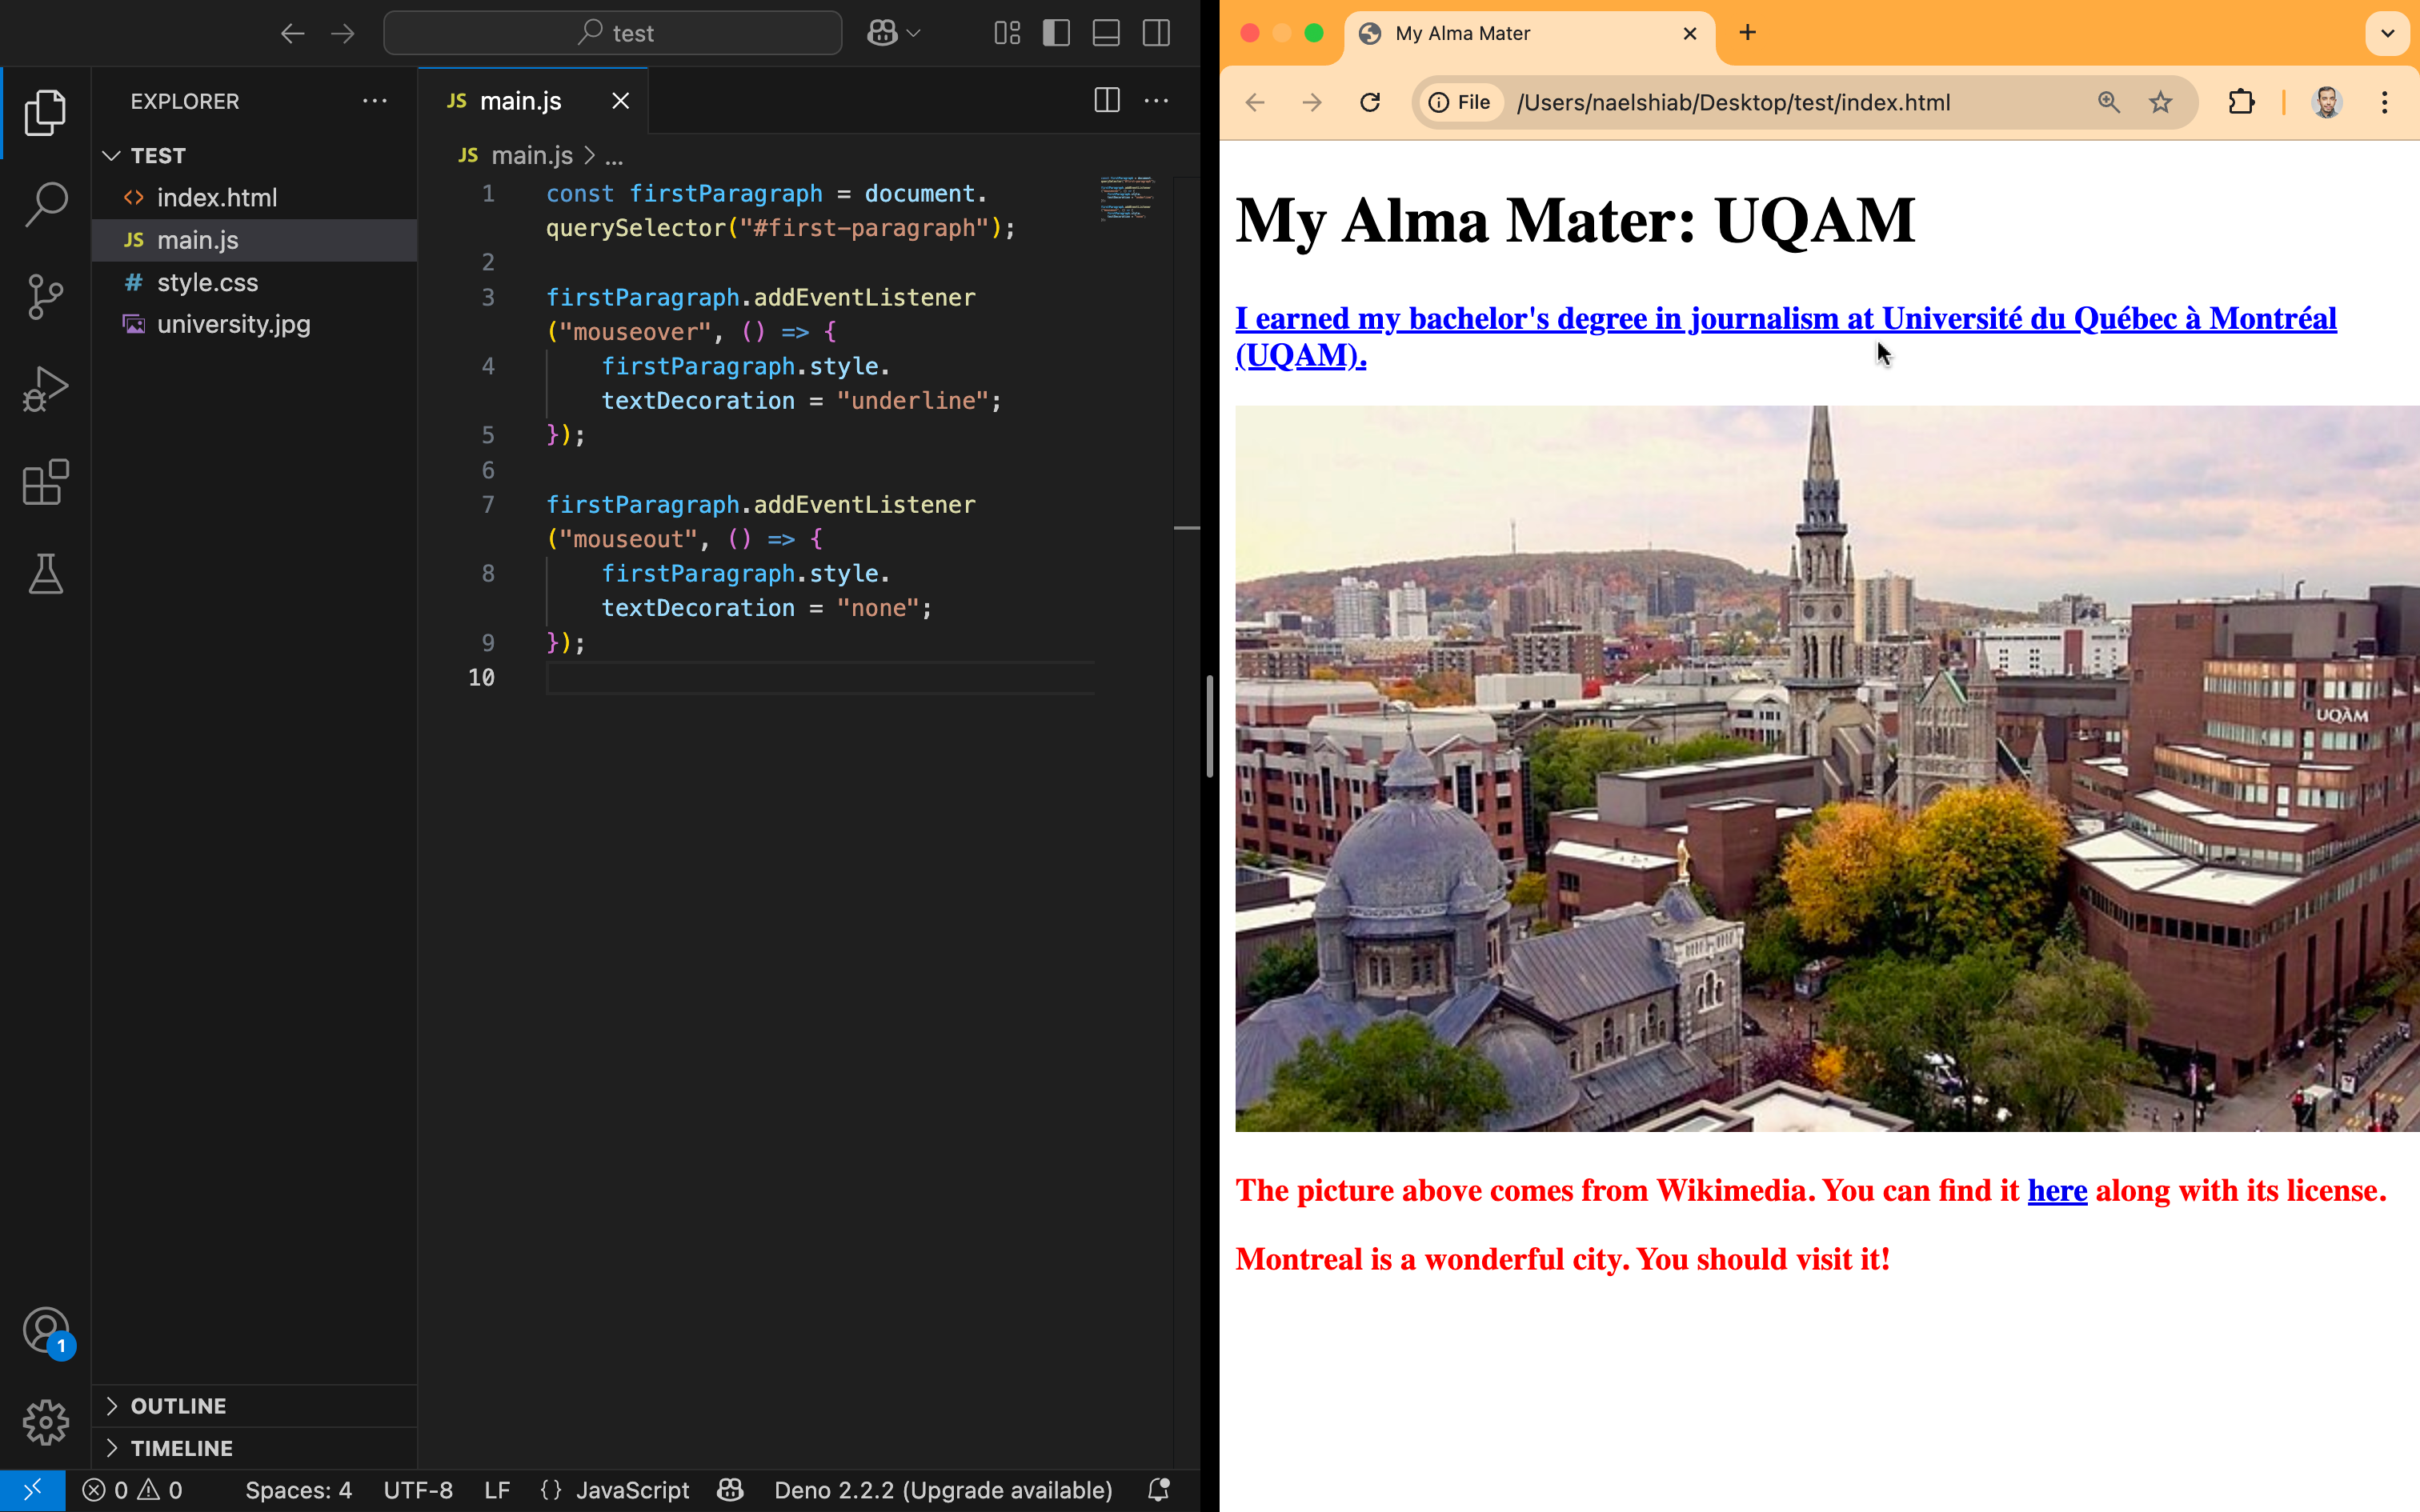 test
EXPLORER
TEST
index.html
JS main.js
style.css
university.jpg
OUTLINE
TIMELINE
JS main.js
JS main.js > ...
1 const firstParagraph = document.
querySelector("#first-paragraph");
2
3 firstParagraph.addEventListener
("mouseover", () => {
4 firstParagraph.style.
textDecoration = "underline";
5 });
6
7 firstParagraph.addEventListener
("mouseout", () => {
8 firstParagraph.style.
textDecoration = "none";
9 });
10
1
0 0 Spaces: 4 UTF-8 LF {} JavaScript Deno 2.2.2 (Upgrade available)
My Alma Mater
File /Users/naelshiab/Desktop/test/index.html
My Alma Mater: UQAM
I earned my bachelor's degree in journalism at Université du Québec à Montréal
(UQAM).
UQÀM
The picture above comes from Wikimedia. You can find it here along with its license.
Montreal is a wonderful city. You should visit it!